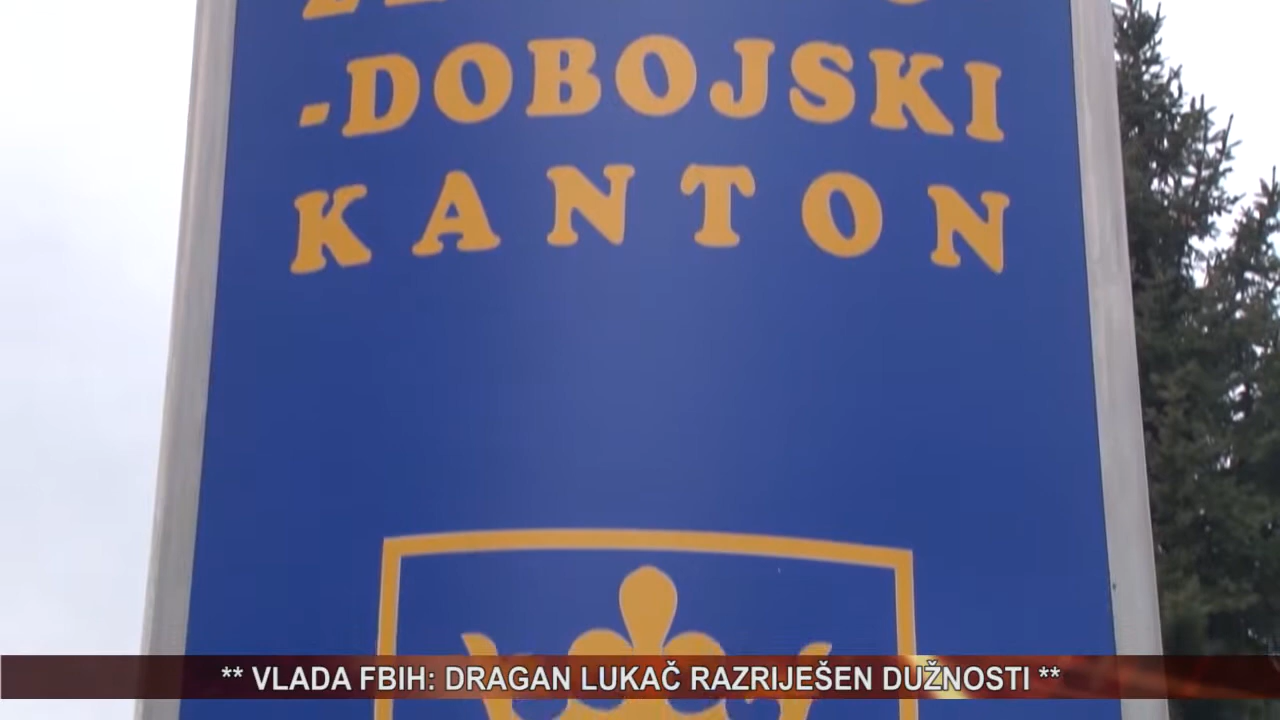 -DOBOJSKI
KANTON
** VLADA FBIH: DRAGAN LUKAČ RAZRIJEŠEN DUŽNOSTI **